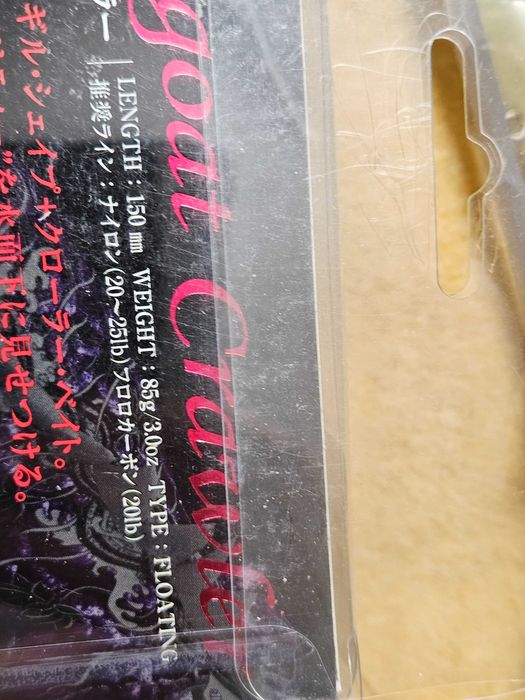 goat Crawle
ラー
LENGTH : 150 ㎜ WEIGHT : 85g/3.0oz TYPE : FLOATING
推奨ライン : ナイロン(20〜25lb) フロロカーボン(20lb)
ギル・シェイプ+クローラー・ベイト。
を水面下に見せつける。